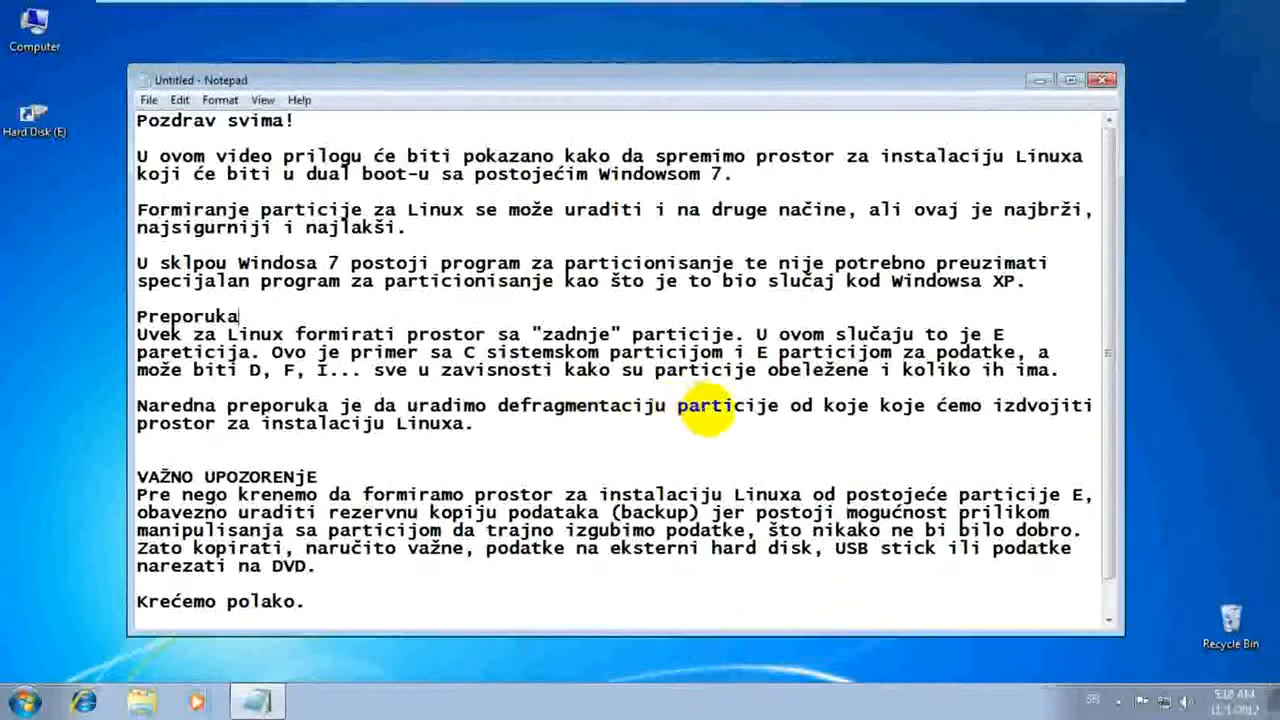 Computer
Hard Disk (E)
Untitled - Notepad
File Edit Format View Help
Pozdrav svima!
U ovom video prilogu će biti pokazano kako da spremimo prostor za instalaciju Linuxa
koji će biti u dual boot-u sa postojećim Windowsom 7.
Formiranje particije za Linux se može uraditi i na druge načine, ali ovaj je najbrži,
najsigurniji i najlakši.
U sklpou Windosa 7 postoji program za particionisanje te nije potrebno preuzimati
specijalan program za particionisanje kao što je to bio slučaj kod Windowsa XP.
Preporuka
Uvek za Linux formirati prostor sa "zadnje" particije. U ovom slučaju to je E
pareticija. Ovo je primer sa C sistemskom particijom i E particijom za podatke, a
može biti D, F, I... sve u zavisnosti kako su particije obeležene i koliko ih ima.
Naredna preporuka je da uradimo defragmentaciju particije od koje koje ćemo izdvojiti
prostor za instalaciju Linuxa.
VAŽNO UPOZORENjE
Pre nego krenemo da formiramo prostor za instalaciju Linuxa od postojeće particije E,
obavezno uraditi rezervnu kopiju podataka (backup) jer postoji mogućnost prilikom
manipulisanja sa particijom da trajno izgubimo podatke, što nikako ne bi bilo dobro.
Zato kopirati, naručito važne, podatke na eksterni hard disk, USB stick ili podatke
narezati na DVD.
Krećemo polako.
Recycle Bin